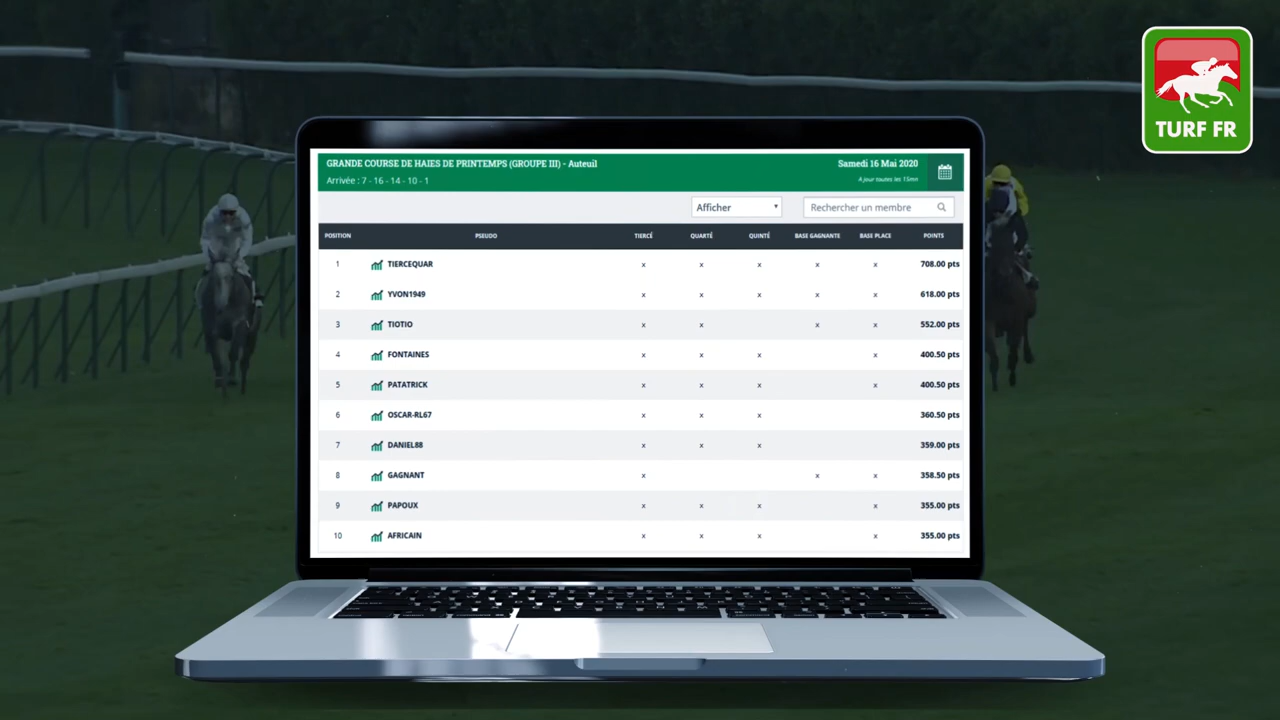 TURF FR
GRANDE COURSE DE HAIES DE PRINTEMPS (GROUPE III) - Auteuil
Samedi 16 Mai 2020
Arrivée : 7 - 16 - 14 - 10 - 1
A jour toutes les 15mn
Afficher
Rechercher un membre
POSITION PSEUDO TIERCÉ QUARTÉ QUINTÉ BASE GAGNANTE BASE PLACE POINTS
1 TIERCEQUAR x x x x x 708.00 pts
2 YVON1949 x x x x x 618.00 pts
3 TIOTIO x x x x 552.00 pts
4 FONTAINES x x x x 400.50 pts
5 PATATRICK x x x x 400.50 pts
6 OSCAR-RL67 x x x 360.50 pts
7 DANIEL88 x x x 359.00 pts
8 GAGNANT x x x 358.50 pts
9 PAPOUX x x x x 355.00 pts
10 AFRICAIN x x x x 355.00 pts